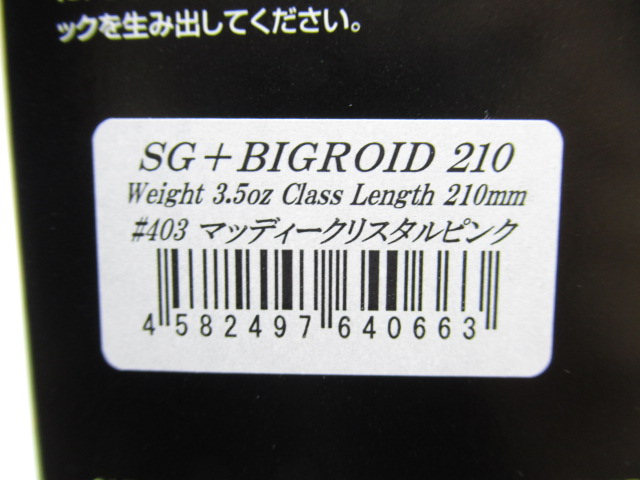 ックを生み出してください。
SG+BIGROID 210
Weight 3.5oz Class Length 210mm
#403 マッディークリスタルピンク
4 582497 640663